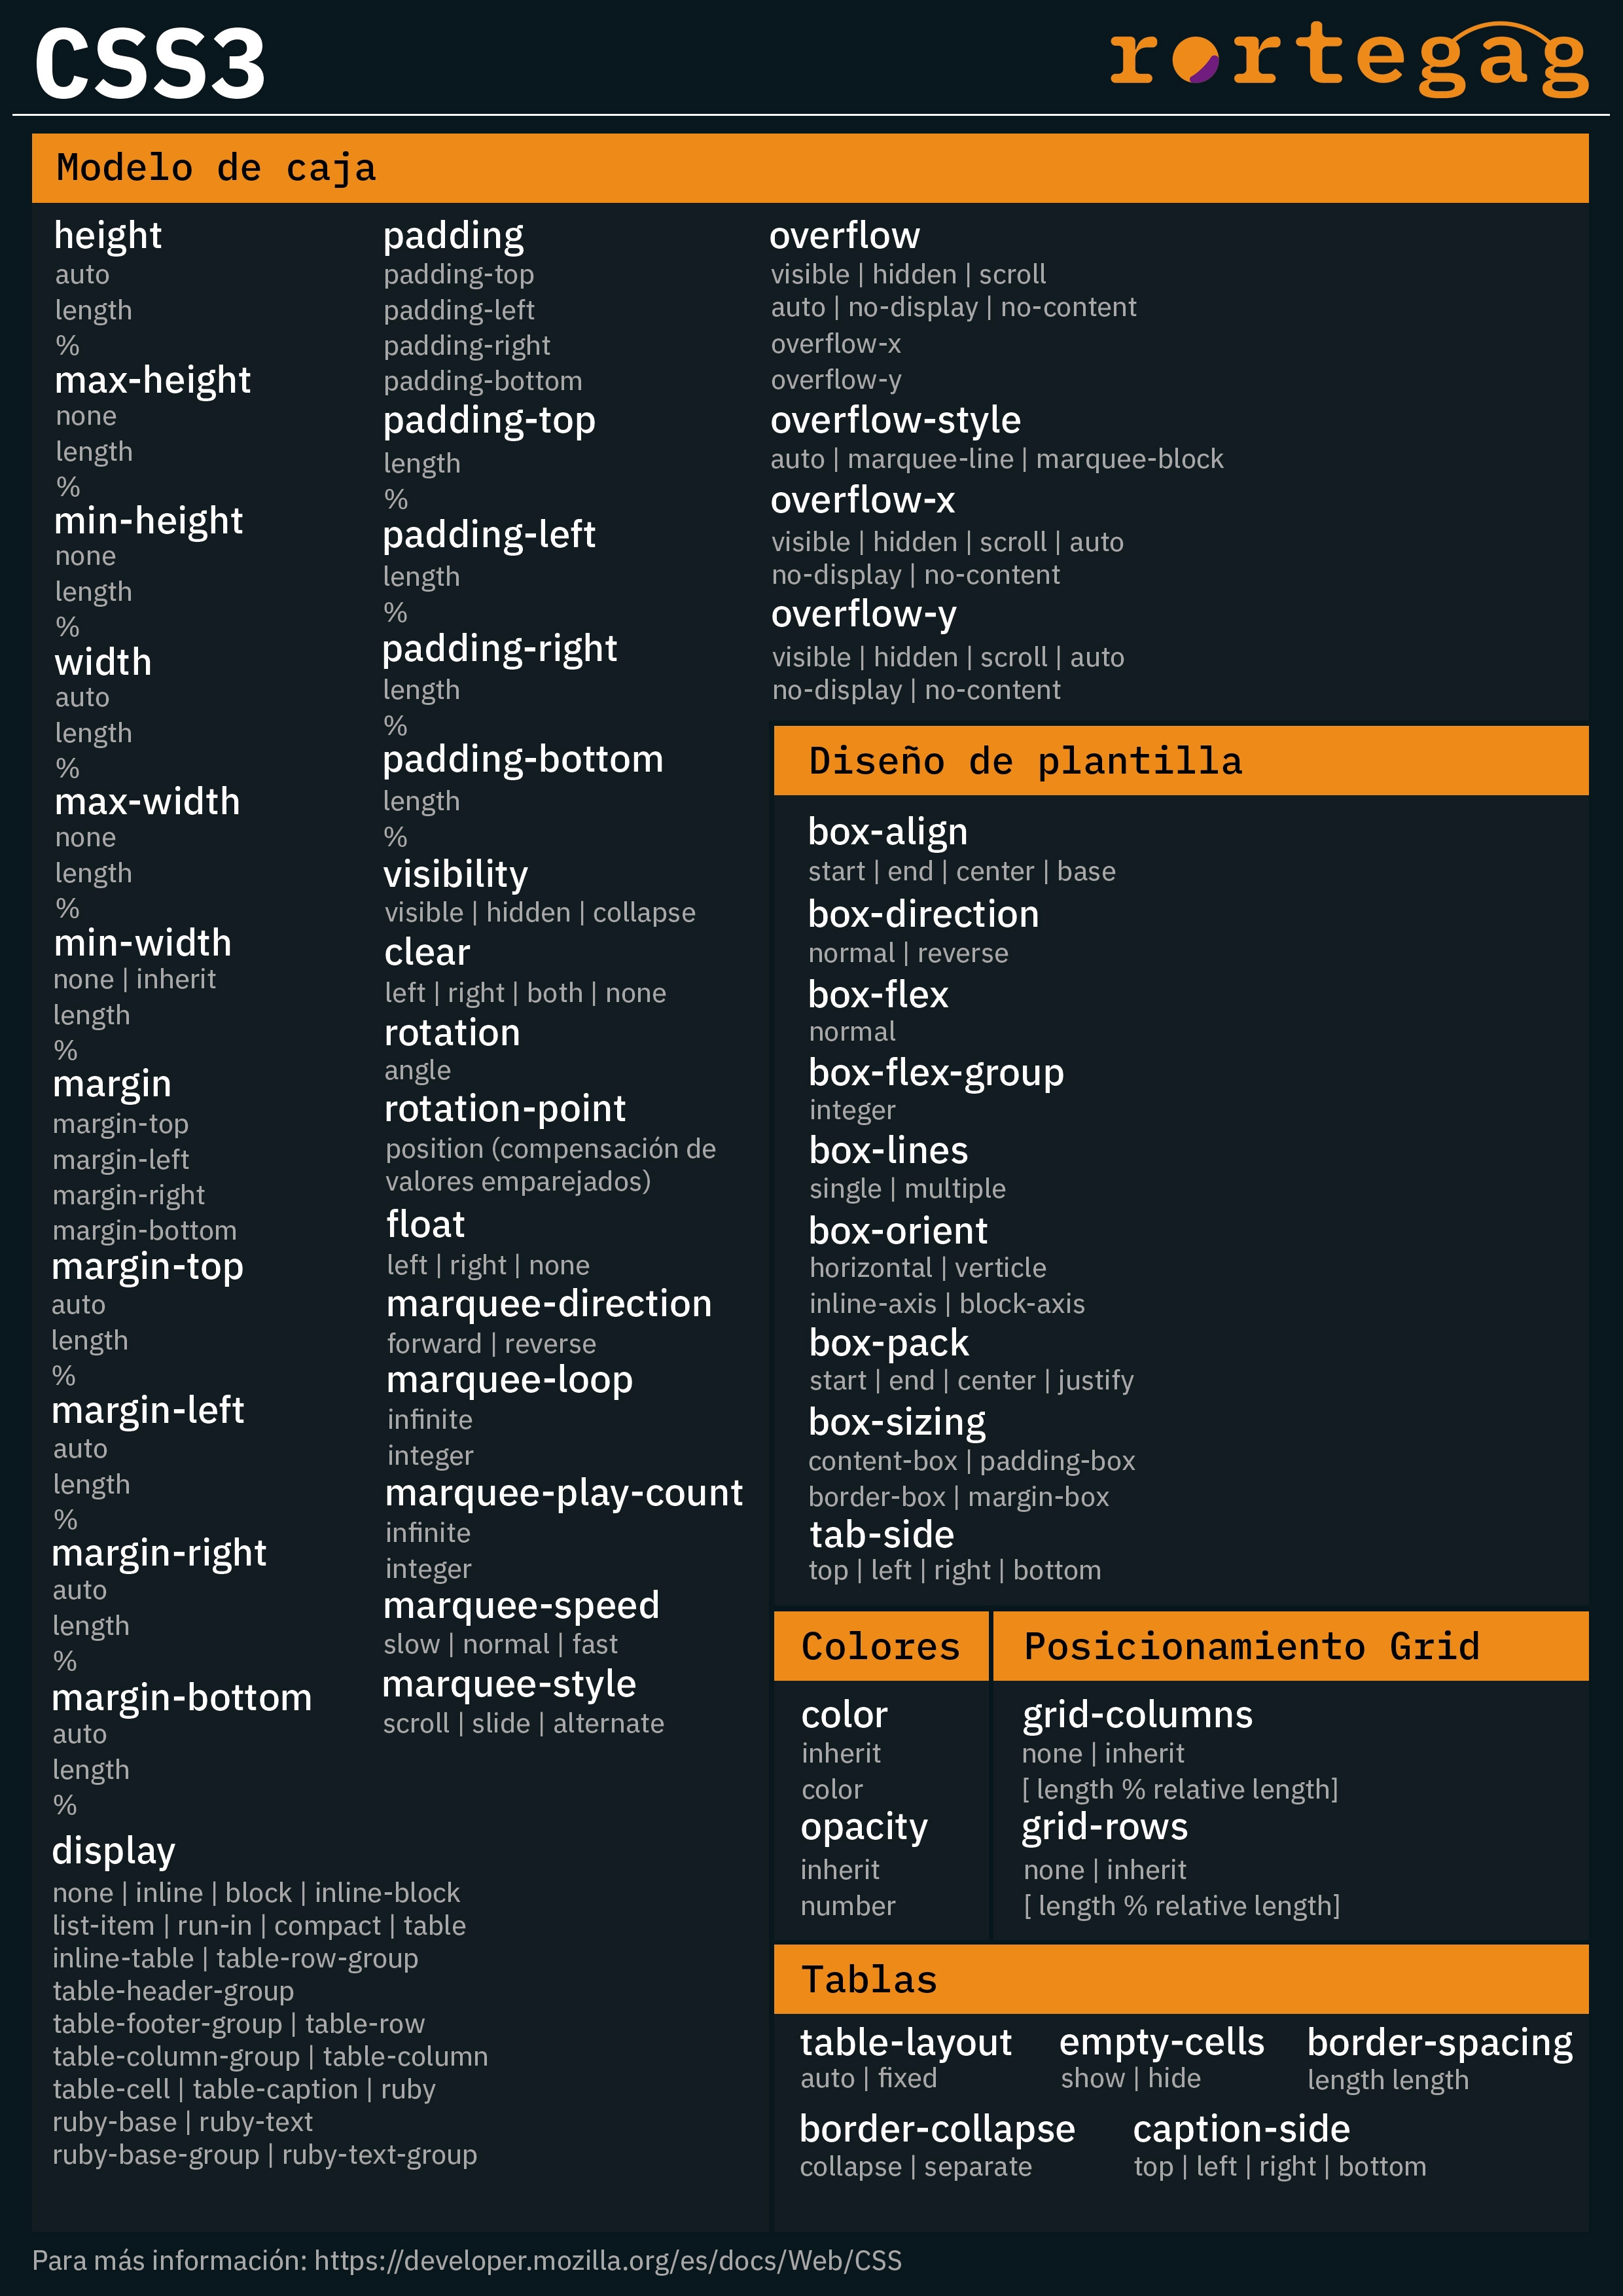 CSS3
rortegag
Modelo de caja
height
auto
length
%
max-height
none
length
%
min-height
none
length
%
width
auto
length
%
max-width
none
length
%
min-width
none | inherit
length
%
margin
margin-top
margin-left
margin-right
margin-bottom
margin-top
auto
length
%
margin-left
auto
length
%
margin-right
auto
length
%
margin-bottom
auto
length
%
display
none | inline | block | inline-block
list-item | run-in | compact | table
inline-table | table-row-group
table-header-group
table-footer-group | table-row
table-column-group | table-column
table-cell | table-caption | ruby
ruby-base | ruby-text
ruby-base-group | ruby-text-group
padding
padding-top
padding-left
padding-right
padding-bottom
padding-top
length
%
padding-left
length
%
padding-right
length
%
padding-bottom
length
%
visibility
visible | hidden | collapse
clear
left | right | both | none
rotation
angle
rotation-point
position (compensación de
valores emparejados)
float
left | right | none
marquee-direction
forward | reverse
marquee-loop
infinite
integer
marquee-play-count
infinite
integer
marquee-speed
slow | normal | fast
marquee-style
scroll | slide | alternate
overflow
visible | hidden | scroll
auto | no-display | no-content
overflow-x
overflow-y
overflow-style
auto | marquee-line | marquee-block
overflow-x
visible | hidden | scroll | auto
no-display | no-content
overflow-y
visible | hidden | scroll | auto
no-display | no-content
Diseño de plantilla
box-align
start | end | center | base
box-direction
normal | reverse
box-flex
normal
box-flex-group
integer
box-lines
single | multiple
box-orient
horizontal | verticle
inline-axis | block-axis
box-pack
start | end | center | justify
box-sizing
content-box | padding-box
border-box | margin-box
tab-side
top | left | right | bottom
Colores
color
inherit
color
opacity
inherit
number
Posicionamiento Grid
grid-columns
none | inherit
[ length % relative length]
grid-rows
none | inherit
[ length % relative length]
Tablas
table-layout
auto | fixed
empty-cells
show | hide
border-spacing
length length
border-collapse
collapse | separate
caption-side
top | left | right | bottom
Para más información: https://developer.mozilla.org/es/docs/Web/CSS